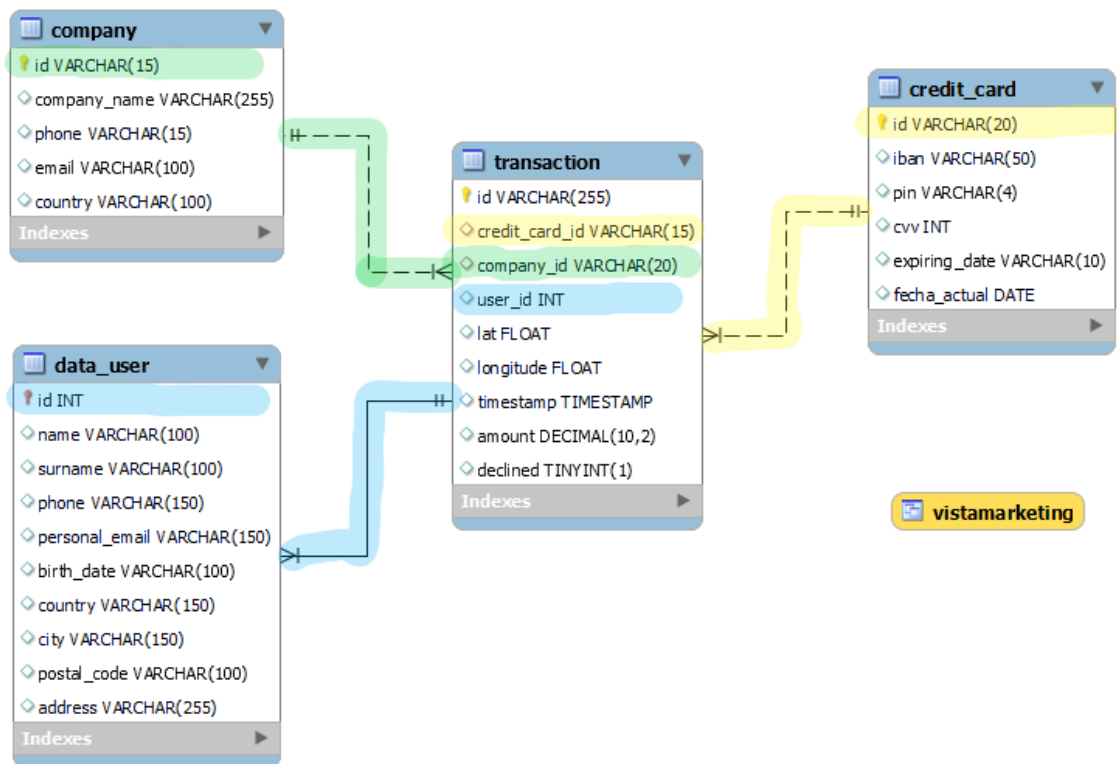 company
id VARCHAR(15)
company_name VARCHAR(255)
phone VARCHAR(15)
email VARCHAR(100)
country VARCHAR(100)
Indexes
data_user
id INT
name VARCHAR(100)
surname VARCHAR(100)
phone VARCHAR(150)
personal_email VARCHAR(150)
birth_date VARCHAR(100)
country VARCHAR(150)
city VARCHAR(150)
postal_code VARCHAR(100)
address VARCHAR(255)
Indexes
transaction
id VARCHAR(255)
credit_card_id VARCHAR(15)
company_id VARCHAR(20)
user_id INT
lat FLOAT
longitude FLOAT
timestamp TIMESTAMP
amount DECIMAL(10,2)
declined TINYINT(1)
Indexes
credit_card
id VARCHAR(20)
iban VARCHAR(50)
pin VARCHAR(4)
cvv INT
expiring_date VARCHAR(10)
fecha_actual DATE
Indexes
vistamarketing